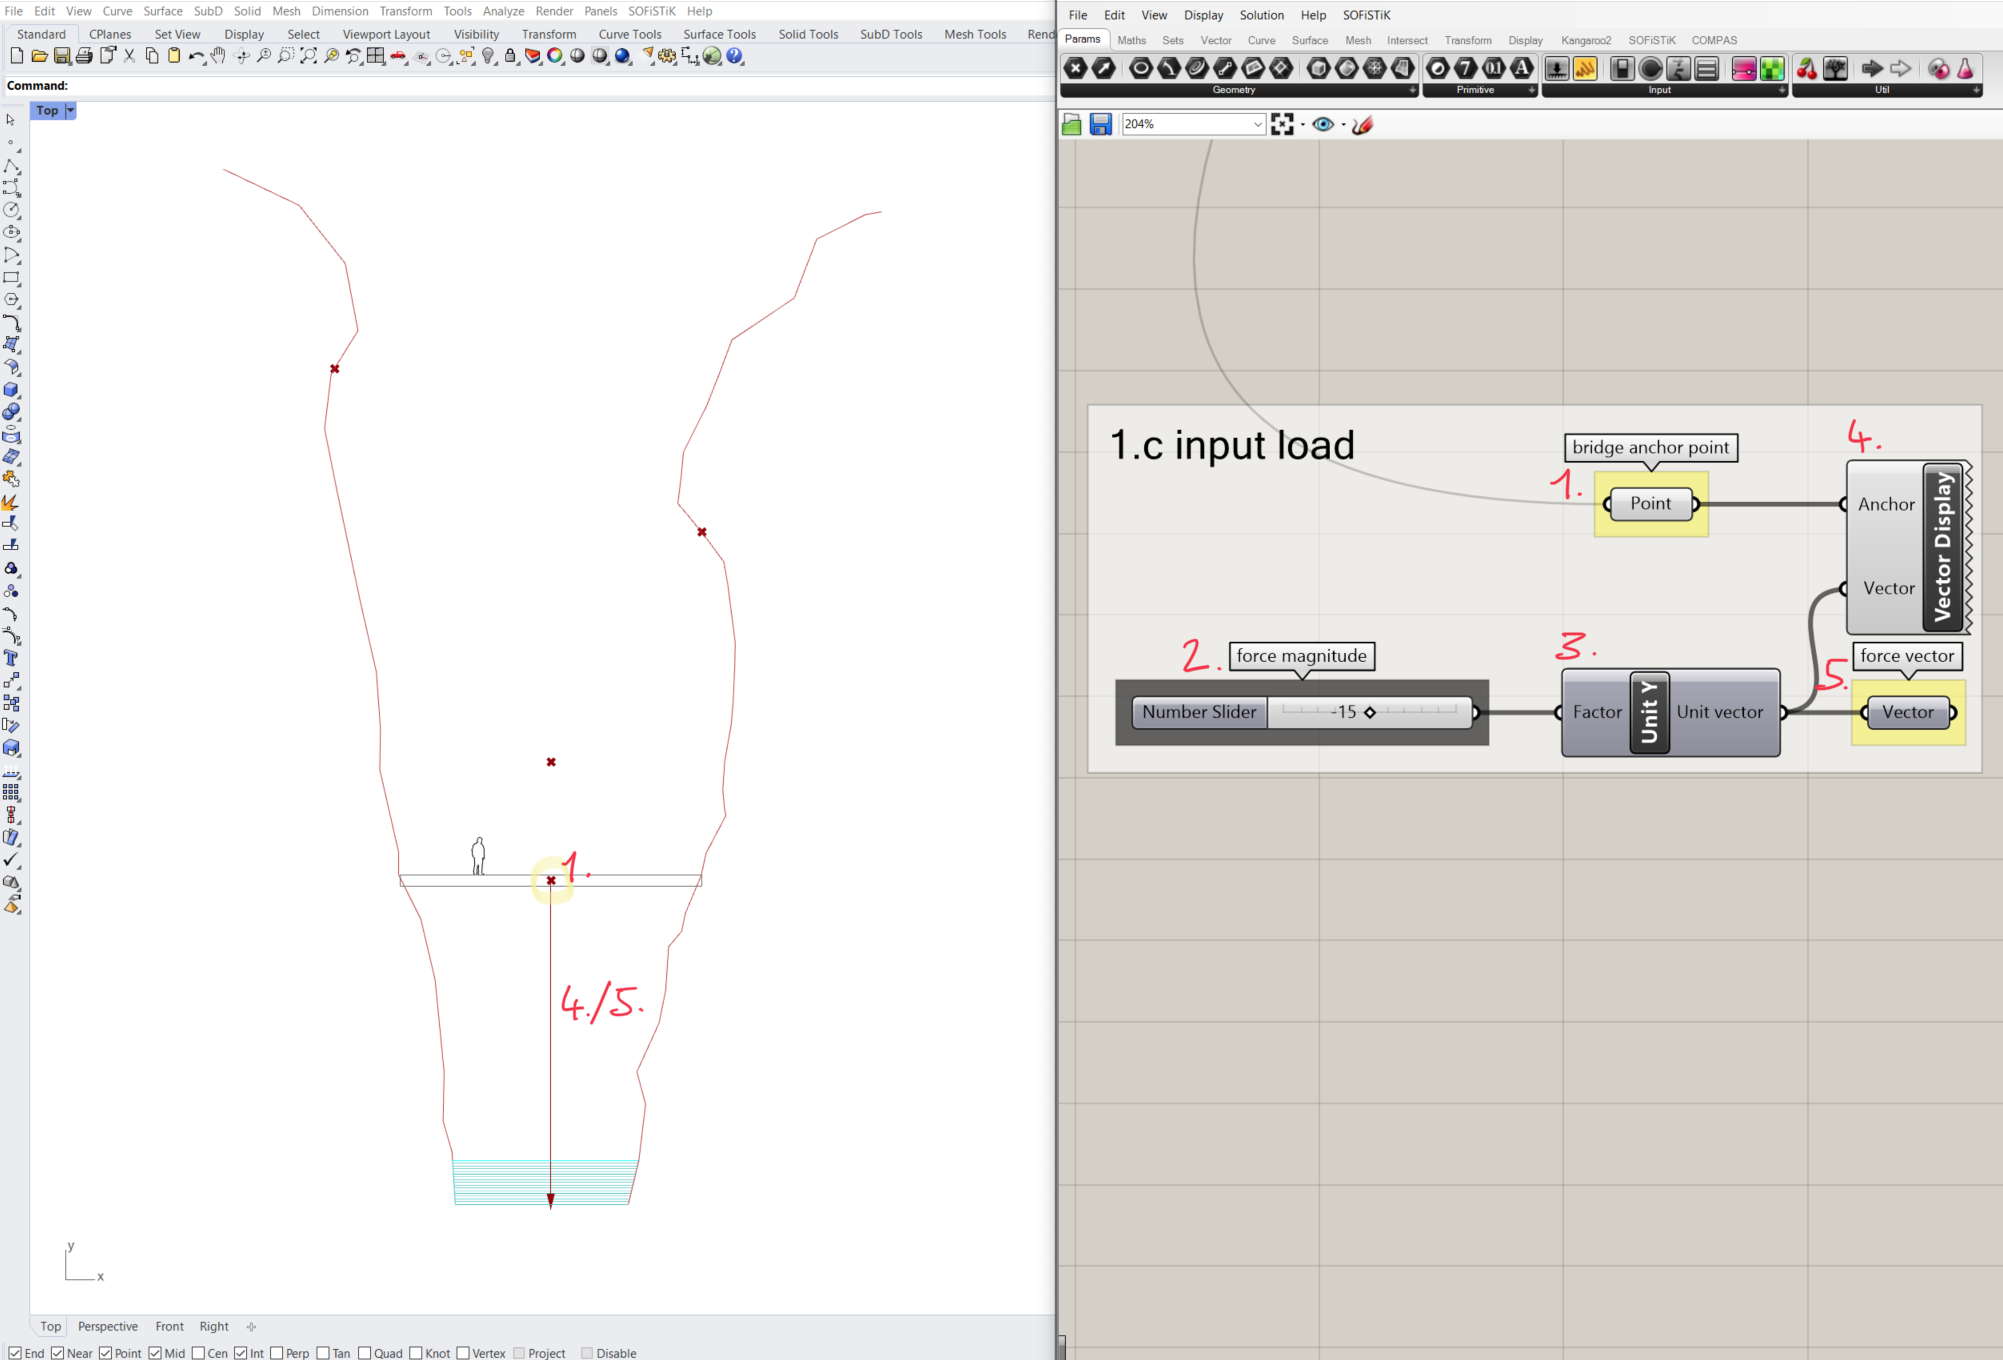 File Edit View Curve Surface SubD Solid Mesh Dimension Transform Tools Analyze Render Panels SOFiSTiK Help
Standard CPlanes Set View Display Select Viewport Layout Visibility Transform Curve Tools Surface Tools Solid Tools SubD Tools Mesh Tools Rend
Command:
Top
1.
4./5.
y
x
Top Perspective Front Right
End Near Point Mid Cen Int Perp Tan Quad Knot Vertex Project Disable
File Edit View Display Solution Help SOFiSTiK
Params Maths Sets Vector Curve Surface Mesh Intersect Transform Display Kangaroo2 SOFiSTiK COMPAS
Geometry Primitive Input Util
204%
1.c input load
bridge anchor point
4.
1.
Point
Anchor
Vector
Vector Display
2.
force magnitude
3.
5.
force vector
Number Slider
-15
Factor
Unit Y
Unit vector
Vector